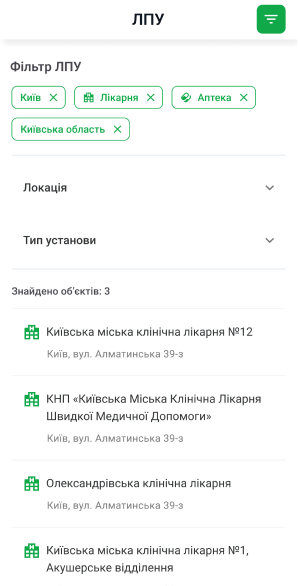 ЛПУ
Фільтр ЛПУ
Київ
Лікарня
Аптека
Київська область
Локація
Тип установи
Знайдено об'єктів: 3
Київська міська клінічна лікарня №12
Київ, вул. Алматинська 39-з
КНП «Київська Міська Клінічна Лікарня
Швидкої Медичної Допомоги»
Київ, вул. Алматинська 39-з
Олександрівська клінічна лікарня
Київ, вул. Алматинська 39-з
Київська міська клінічна лікарня №1,
Акушерське відділення